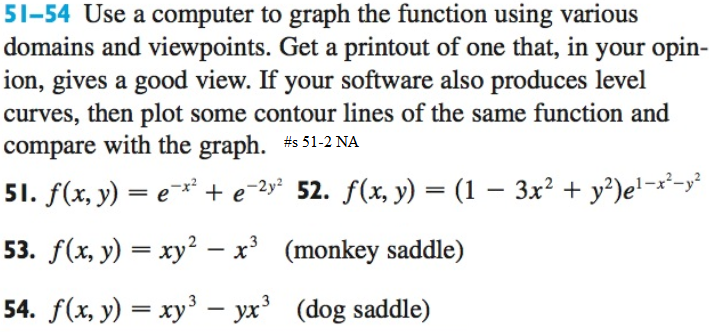 51–54 Use a computer to graph the function using various
domains and viewpoints. Get a printout of one that, in your opin-
ion, gives a good view. If your software also produces level
curves, then plot some contour lines of the same function and
compare with the graph. #s 51-2 NA
51. f(x, y) = e^{-x²} + e^{-2y²} 52. f(x, y) = (1 − 3x² + y²)e^{1−x²−y²}
53. f(x, y) = xy² − x³ (monkey saddle)
54. f(x, y) = xy³ − yx³ (dog saddle)